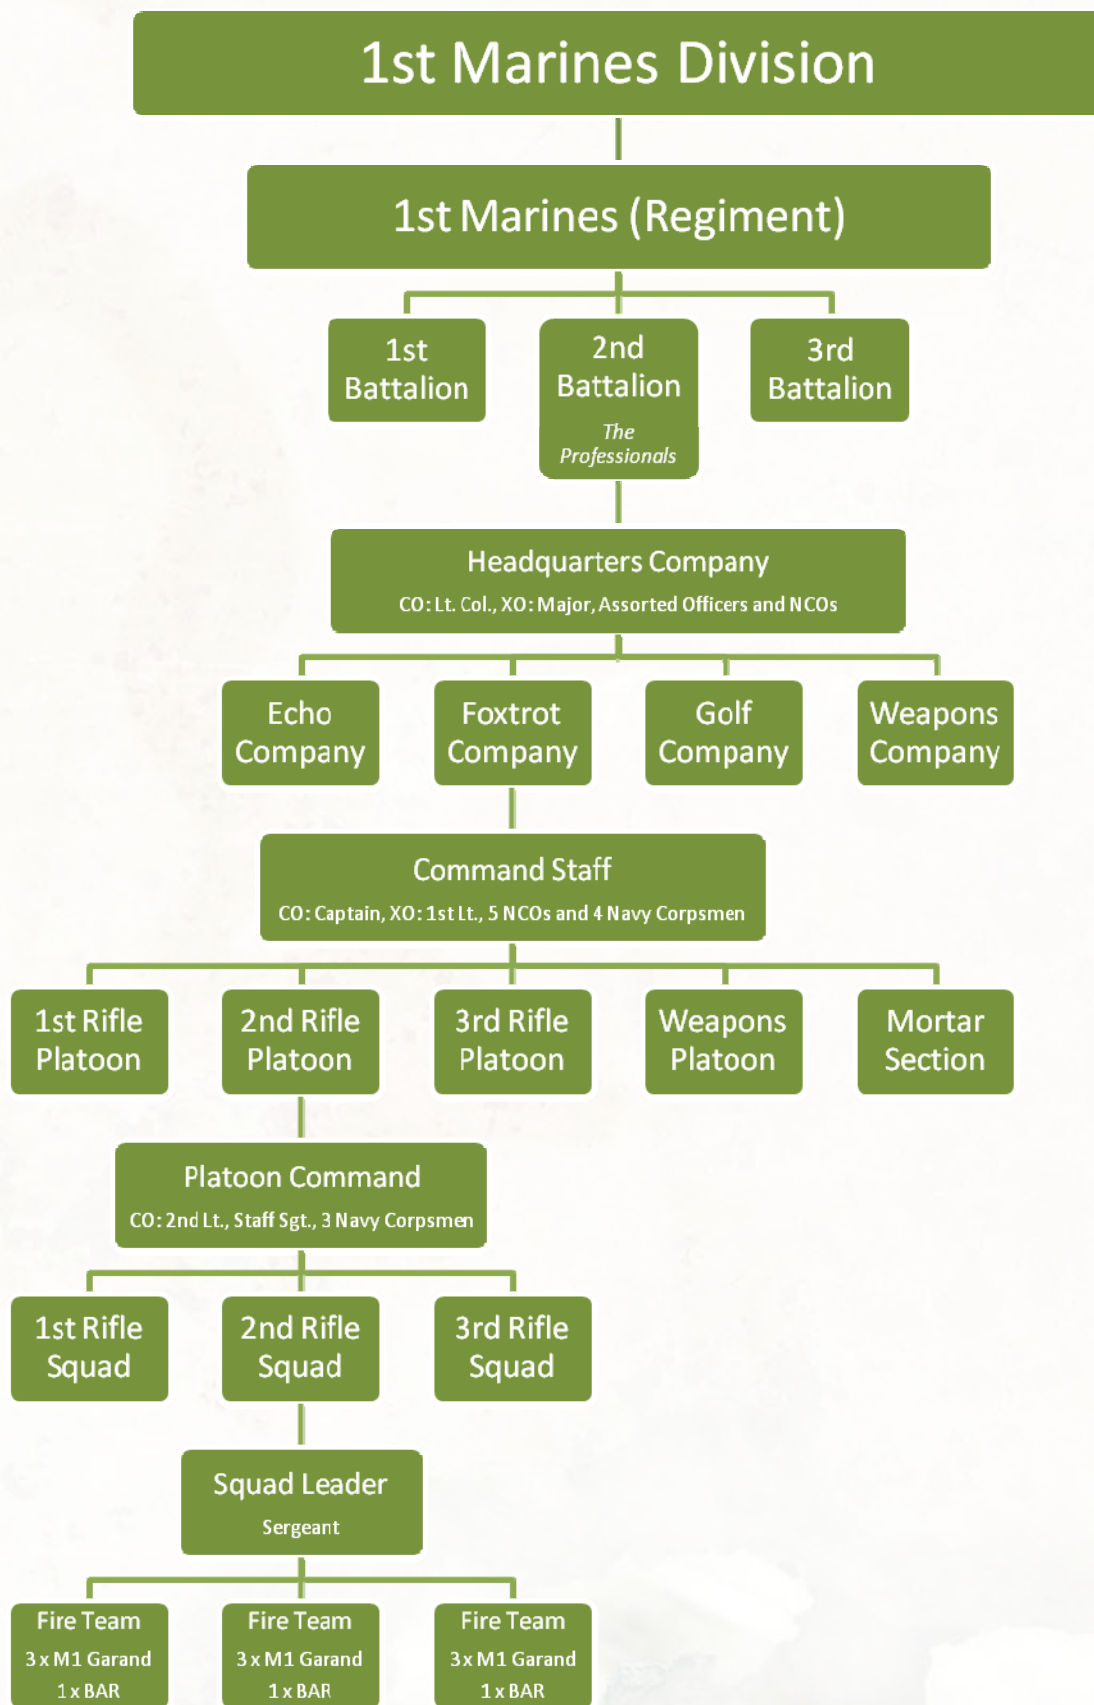 1st Marines Division
1st Marines (Regiment)
1st
Battalion
2nd
Battalion
The
Professionals
3rd
Battalion
Headquarters Company
CO: Lt. Col., XO: Major, Assorted Officers and NCOs
Echo
Company
Foxtrot
Company
Golf
Company
Weapons
Company
Command Staff
CO: Captain, XO: 1st Lt., 5 NCOs and 4 Navy Corpsmen
1st Rifle
Platoon
2nd Rifle
Platoon
3rd Rifle
Platoon
Weapons
Platoon
Mortar
Section
Platoon Command
CO: 2nd Lt., Staff Sgt., 3 Navy Corpsmen
1st Rifle
Squad
2nd Rifle
Squad
3rd Rifle
Squad
Squad Leader
Sergeant
Fire Team
3 x M1 Garand
1 x BAR
Fire Team
3 x M1 Garand
1 x BAR
Fire Team
3 x M1 Garand
1 x BAR